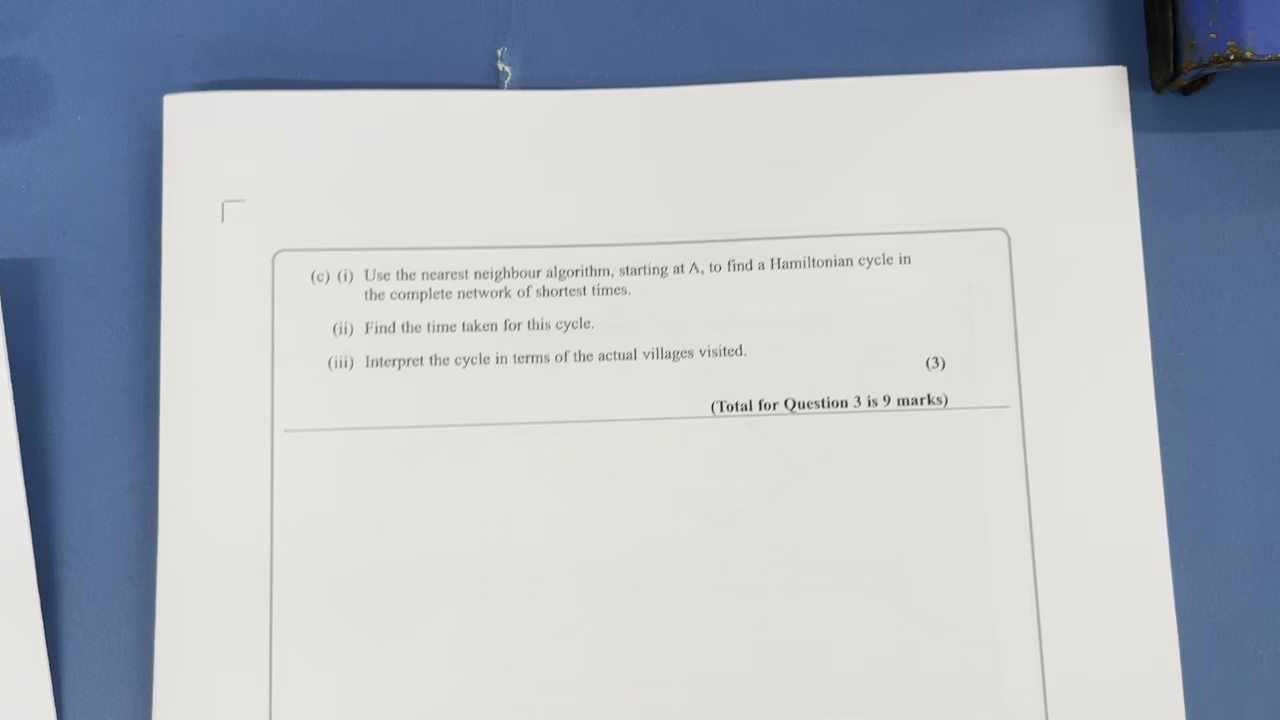 (c) (i) Use the nearest neighbour algorithm, starting at A, to find a Hamiltonian cycle in
the complete network of shortest times.
(ii) Find the time taken for this cycle.
(iii) Interpret the cycle in terms of the actual villages visited.
(3)
(Total for Question 3 is 9 marks)